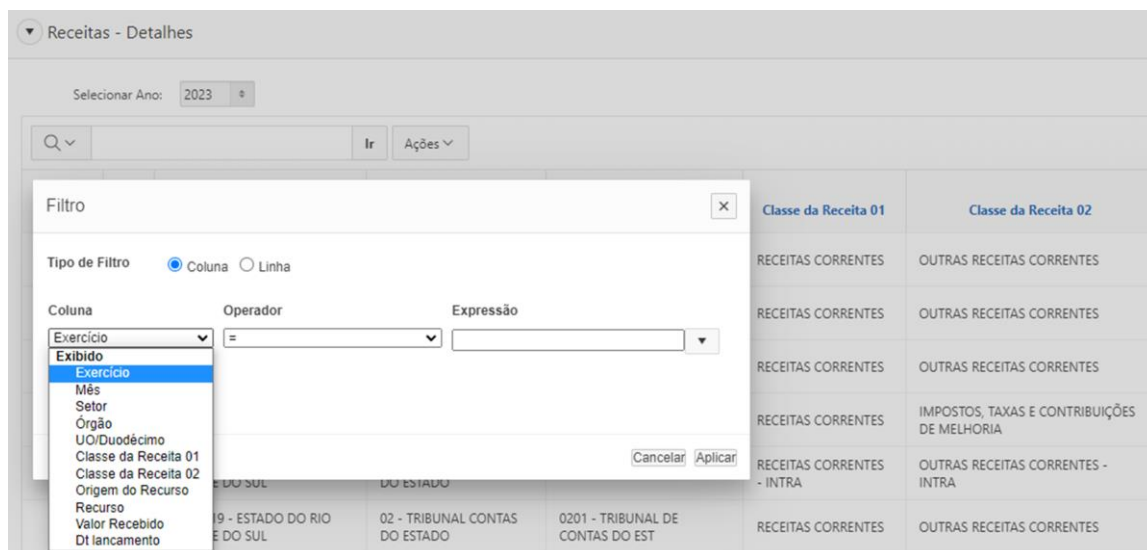 Receitas - Detalhes
Selecionar Ano: 2023
Ir Ações
Filtro
Classe da Receita 01 Classe da Receita 02
Tipo de Filtro Coluna Linha
RECEITAS CORRENTES OUTRAS RECEITAS CORRENTES
Coluna Operador Expressão
RECEITAS CORRENTES OUTRAS RECEITAS CORRENTES
Exercício =
Exibido
Exercício
RECEITAS CORRENTES OUTRAS RECEITAS CORRENTES
Mês
Setor
Órgão
RECEITAS CORRENTES IMPOSTOS, TAXAS E CONTRIBUIÇÕES
DE MELHORIA
UO/Duodécimo
Classe da Receita 01
Cancelar Aplicar
Classe da Receita 02
RECEITAS CORRENTES OUTRAS RECEITAS CORRENTES -
- INTRA INTRA
Origem do Recurso
E DO SUL DO ESTADO
Recurso
Valor Recebido
19 - ESTADO DO RIO 02 - TRIBUNAL CONTAS 0201 - TRIBUNAL DE
E DO SUL DO ESTADO CONTAS DO EST
RECEITAS CORRENTES OUTRAS RECEITAS CORRENTES
Dt lancamento